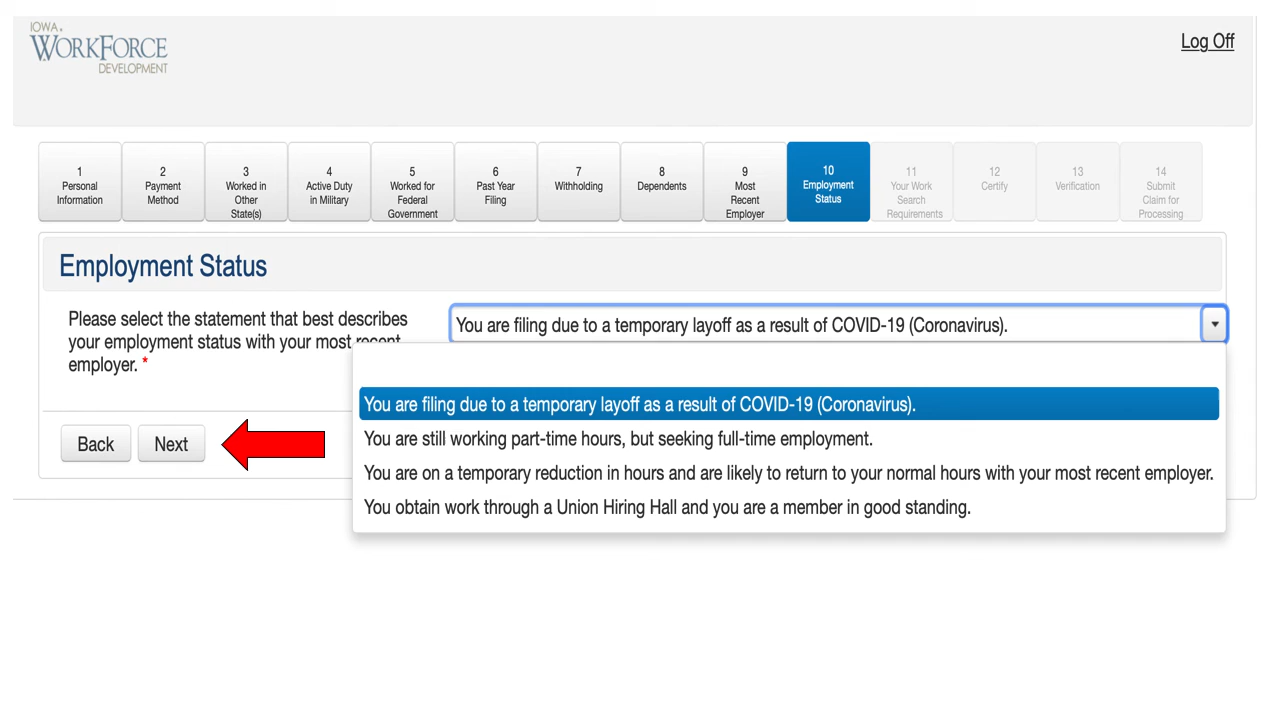 IOWA
WORKFORCE
DEVELOPMENT
Log Off
1
Personal
Information
2
Payment
Method
3
Worked in
Other
State(s)
4
Active Duty
in Military
5
Worked for
Federal
Government
6
Past Year
Filing
7
Withholding
8
Dependents
9
Most
Recent
Employer
10
Employment
Status
11
Your Work
Search
Requirements
12
Certify
13
Verification
14
Submit
Claim for
Processing
Employment Status
Please select the statement that best describes
your employment status with your most recent
employer. *
You are filing due to a temporary layoff as a result of COVID-19 (Coronavirus).
You are filing due to a temporary layoff as a result of COVID-19 (Coronavirus).
You are still working part-time hours, but seeking full-time employment.
You are on a temporary reduction in hours and are likely to return to your normal hours with your most recent employer.
You obtain work through a Union Hiring Hall and you are a member in good standing.
Back
Next